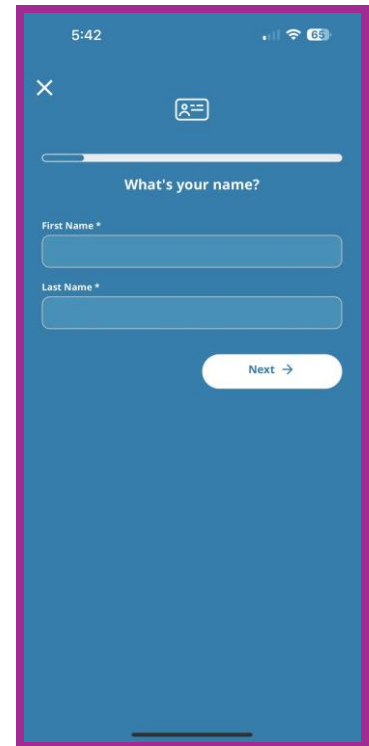 5:42
65
What's your name?
First Name *
Last Name *
Next →